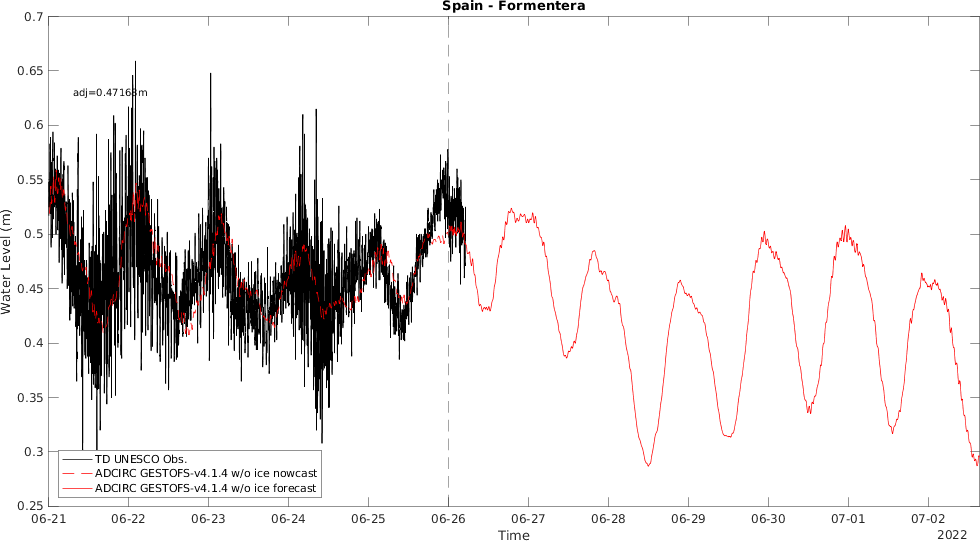 Spain - Formentera
Water Level (m)
0.7
0.65
0.6
0.55
0.5
0.45
0.4
0.35
0.3
0.25
adj=0.47163m
TD UNESCO Obs.
ADCIRC GESTOFS-v4.1.4 w/o ice nowcast
ADCIRC GESTOFS-v4.1.4 w/o ice forecast
06-21 06-22 06-23 06-24 06-25 06-26 06-27 06-28 06-29 06-30 07-01 07-02
2022
Time